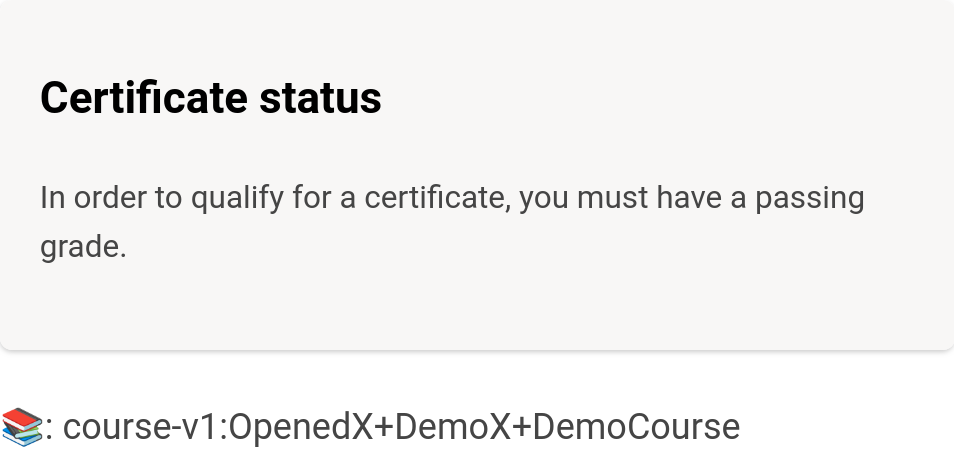 Certificate status
In order to qualify for a certificate, you must have a passing
grade.
📚: course-v1:OpenedX+DemoX+DemoCourse